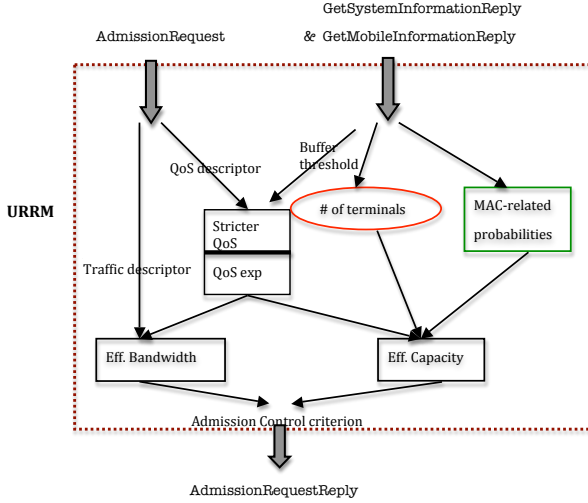 GetSystemInformationReply
AdmissionRequest
& GetMobileInformationReply
Buffer
threshold
QoS descriptor
URRM
Stricter
QoS
# of terminals
MAC-related
probabilities
QoS exp
Traffic descriptor
Eff. Bandwidth
Eff. Capacity
Admission Control criterion
AdmissionRequestReply